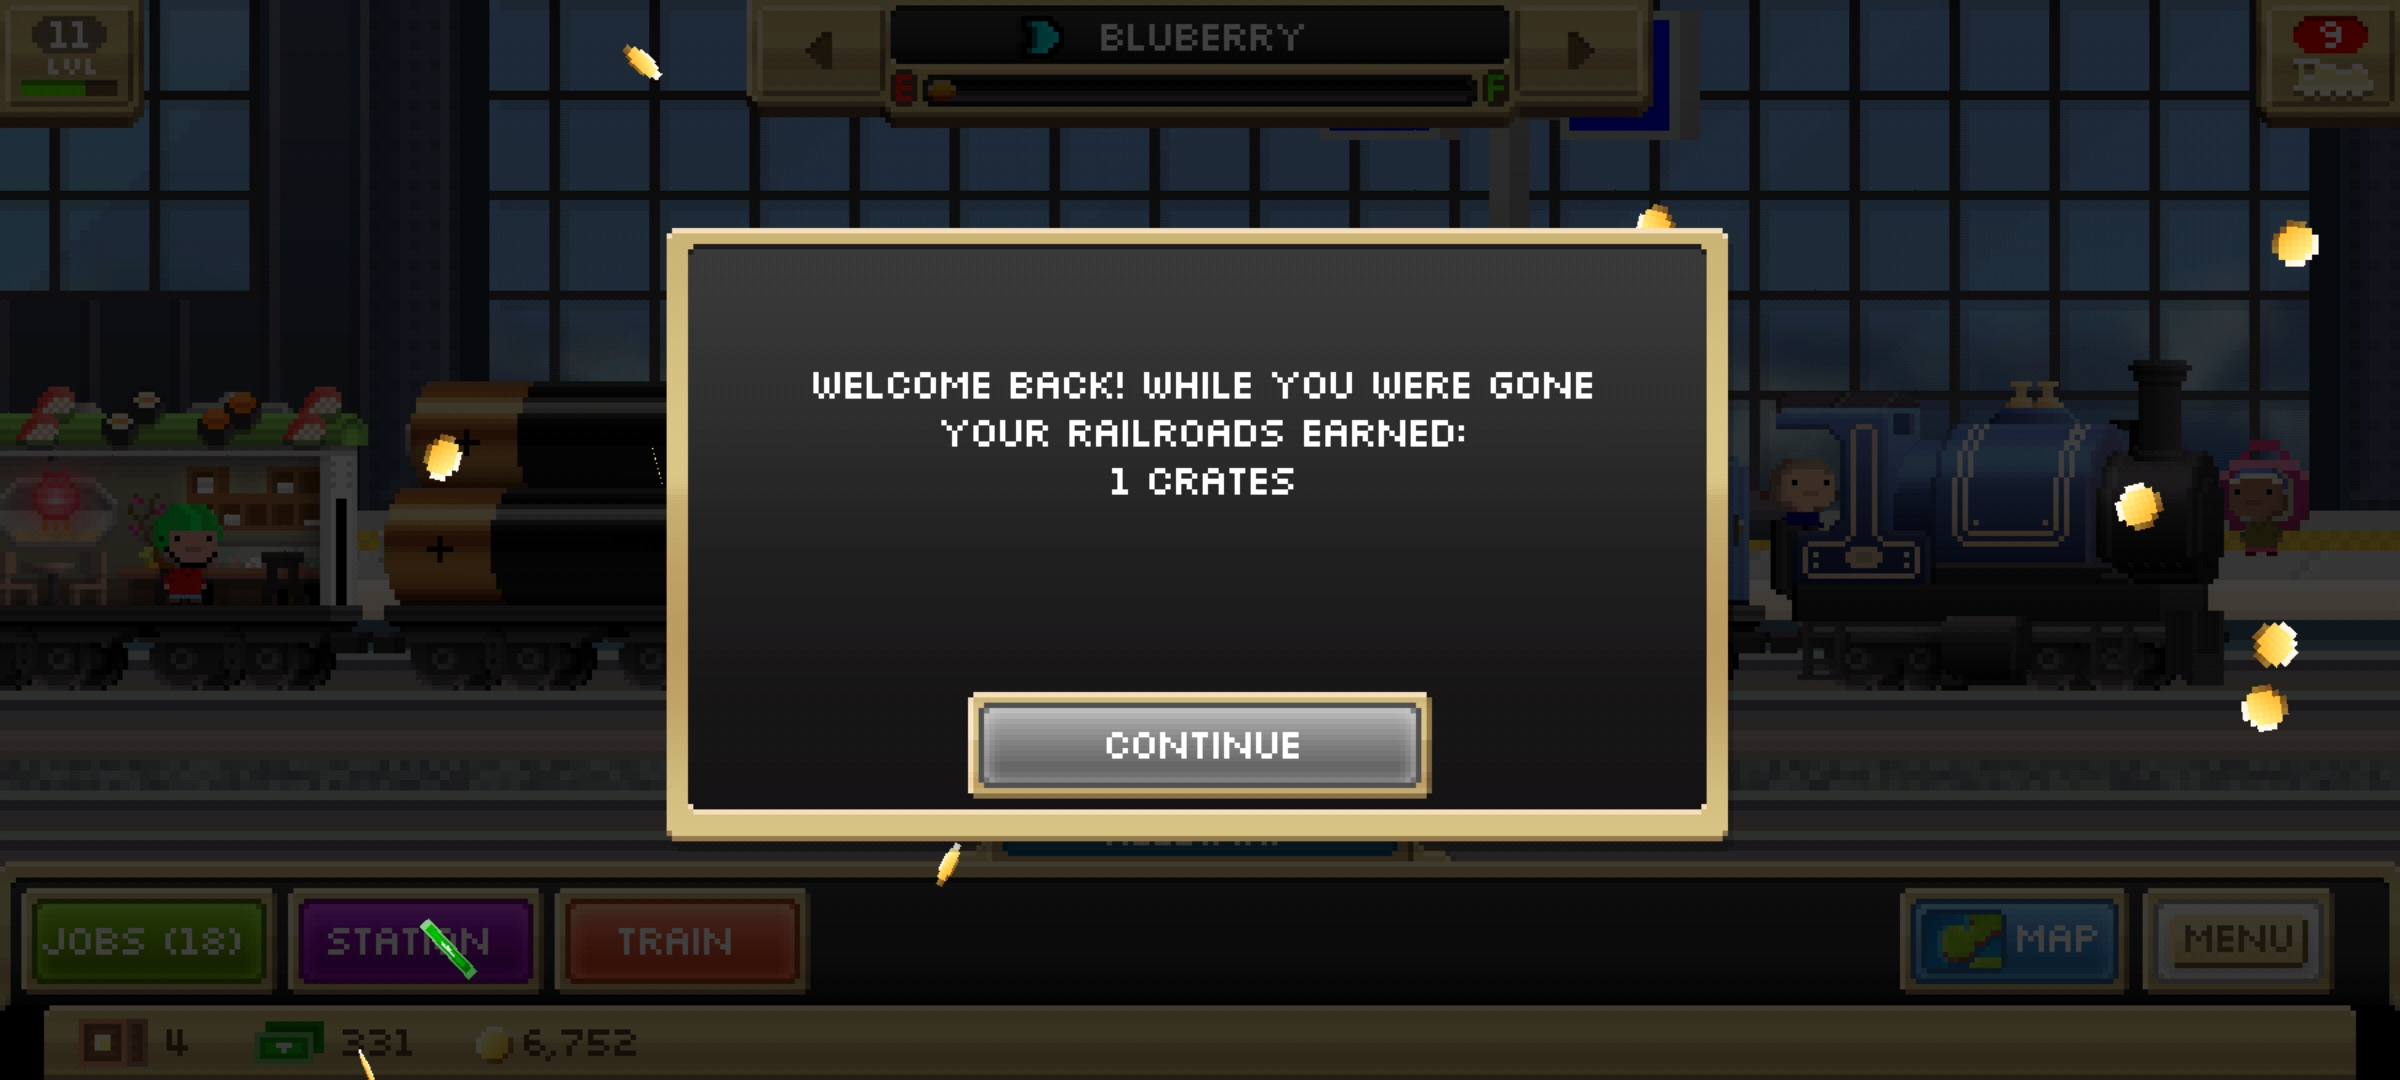 11
LVL
BLUBERRY
E F
9
WELCOME BACK! WHILE YOU WERE GONE
YOUR RAILROADS EARNED:
1 CRATES
CONTINUE
JOBS (18) STATION TRAIN MAP MENU
4 331 6,752